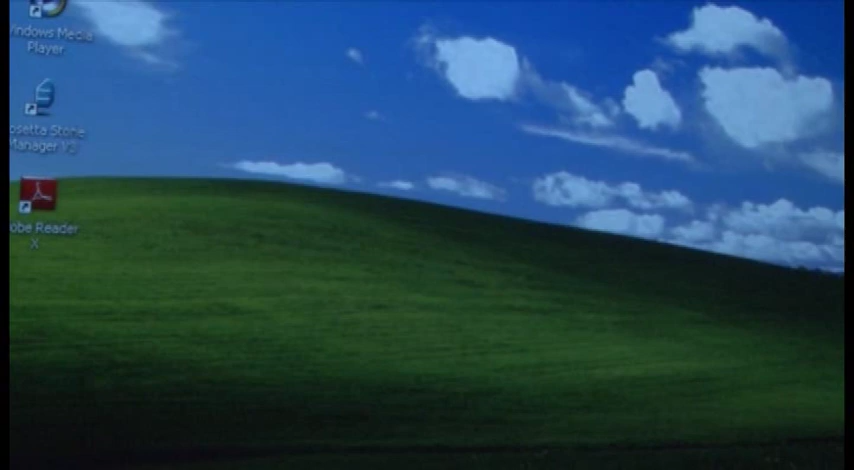 indows Media
Player
osetta Stone
Manager V3
obe Reader
X